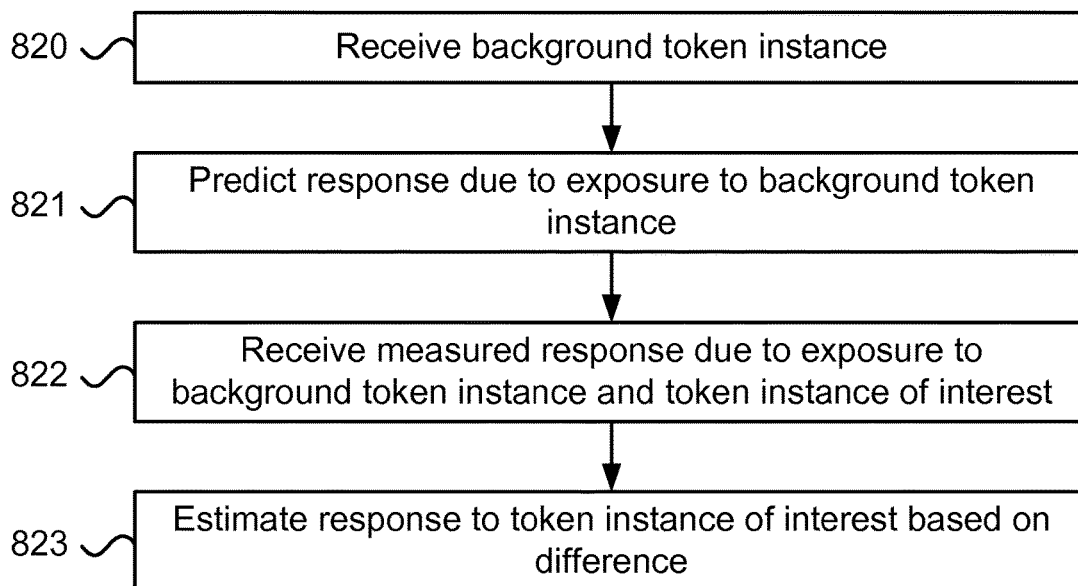 820
Receive background token instance
821
Predict response due to exposure to background token
instance
822
Receive measured response due to exposure to
background token instance and token instance of interest
823
Estimate response to token instance of interest based on
difference